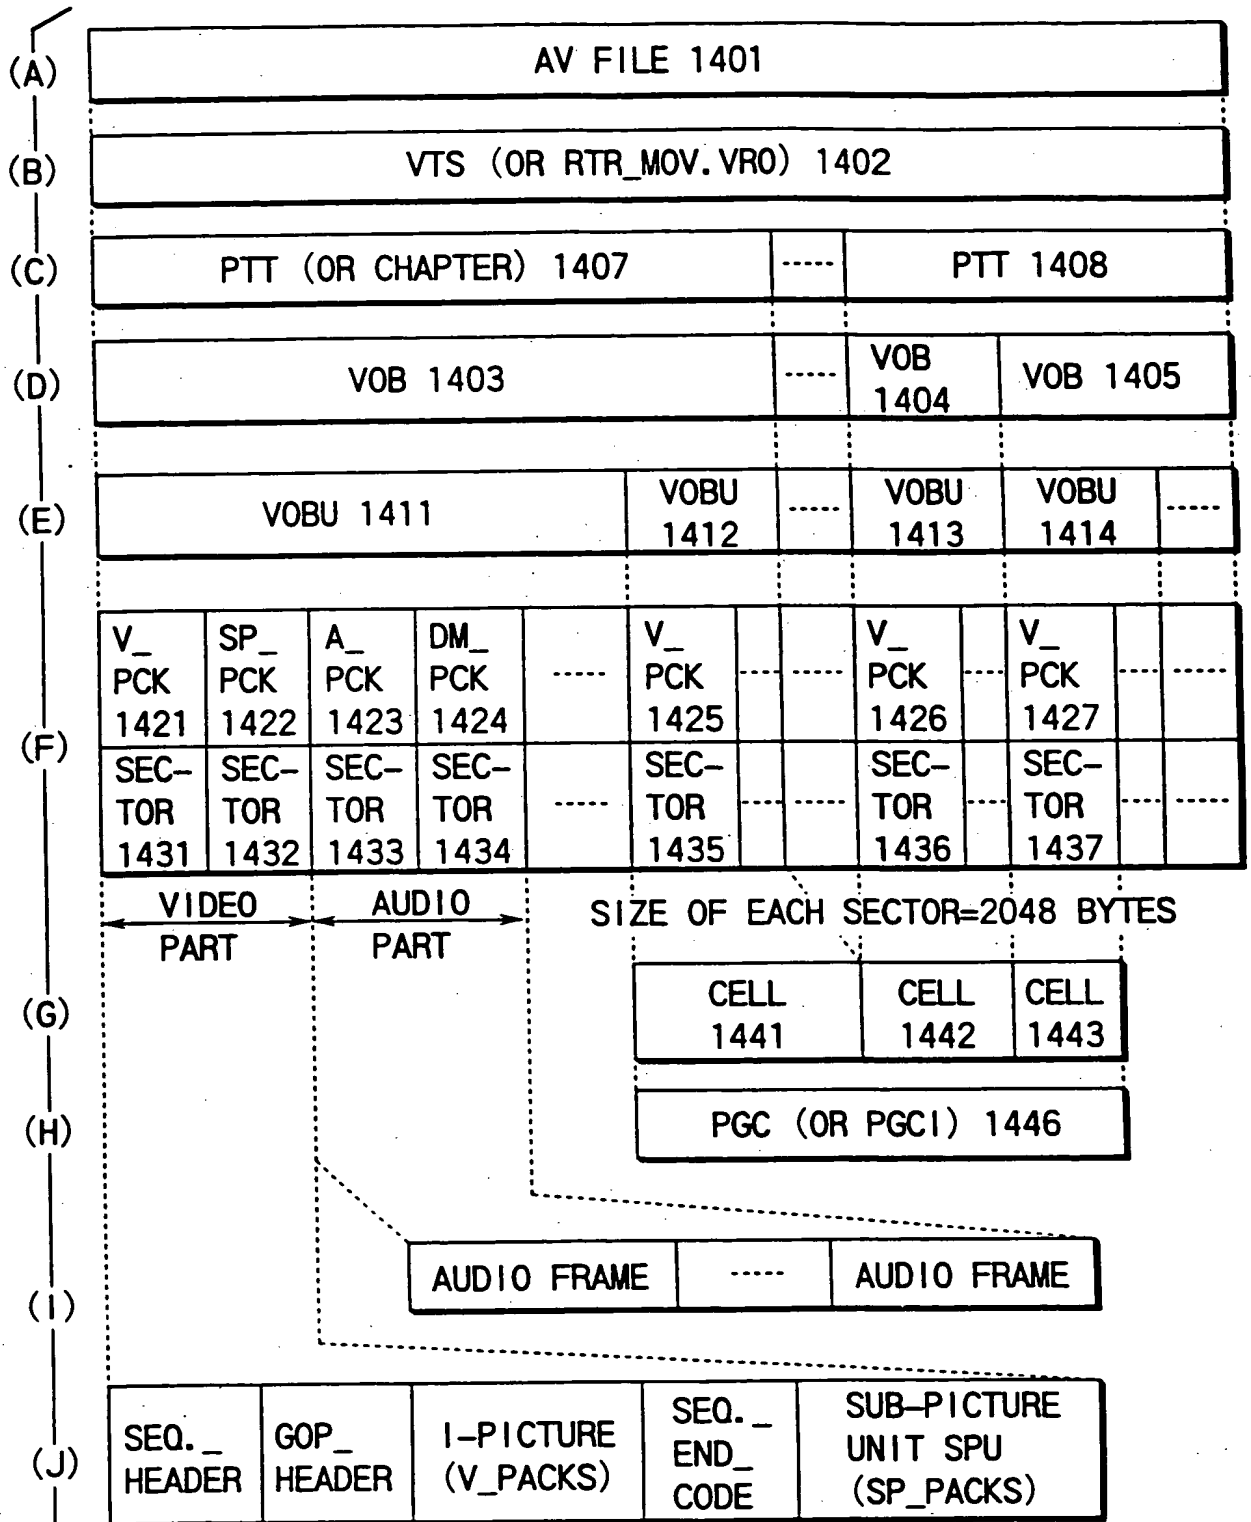 (A)
AV FILE 1401
(B)
VTS (OR RTR_MOV.VRO) 1402
(C)
PTT (OR CHAPTER) 1407
-----
PTT 1408
(D)
VOB 1403
-----
VOB
1404
VOB 1405
(E)
VOBU 1411
VOBU
1412
-----
VOBU
1413
VOBU
1414
-----
(F)
V_
PCK
1421
SP_
PCK
1422
A_
PCK
1423
DM_
PCK
1424
-----
V_
PCK
1425
----
----
V_
PCK
1426
----
V_
PCK
1427
----
----
SEC-
TOR
1431
SEC-
TOR
1432
SEC-
TOR
1433
SEC-
TOR
1434
-----
SEC-
TOR
1435
----
----
SEC-
TOR
1436
----
SEC-
TOR
1437
----
----
VIDEO
PART
AUDIO
PART
SIZE OF EACH SECTOR=2048 BYTES
(G)
CELL
1441
CELL
1442
CELL
1443
(H)
PGC (OR PGCI) 1446
(I)
AUDIO FRAME
-----
AUDIO FRAME
(J)
SEQ._
HEADER
GOP_
HEADER
I-PICTURE
(V_PACKS)
SEQ._
END_
CODE
SUB-PICTURE
UNIT SPU
(SP_PACKS)